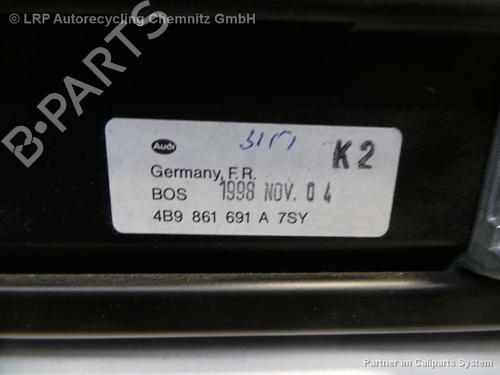 © LRP Autorecycling Chemnitz GmbH
B-PARTS
Audi
K2
Germany, F.R.
BOS 1998 NOV. 04
4B9 861 691 A 7SY
Partner im Callparts System